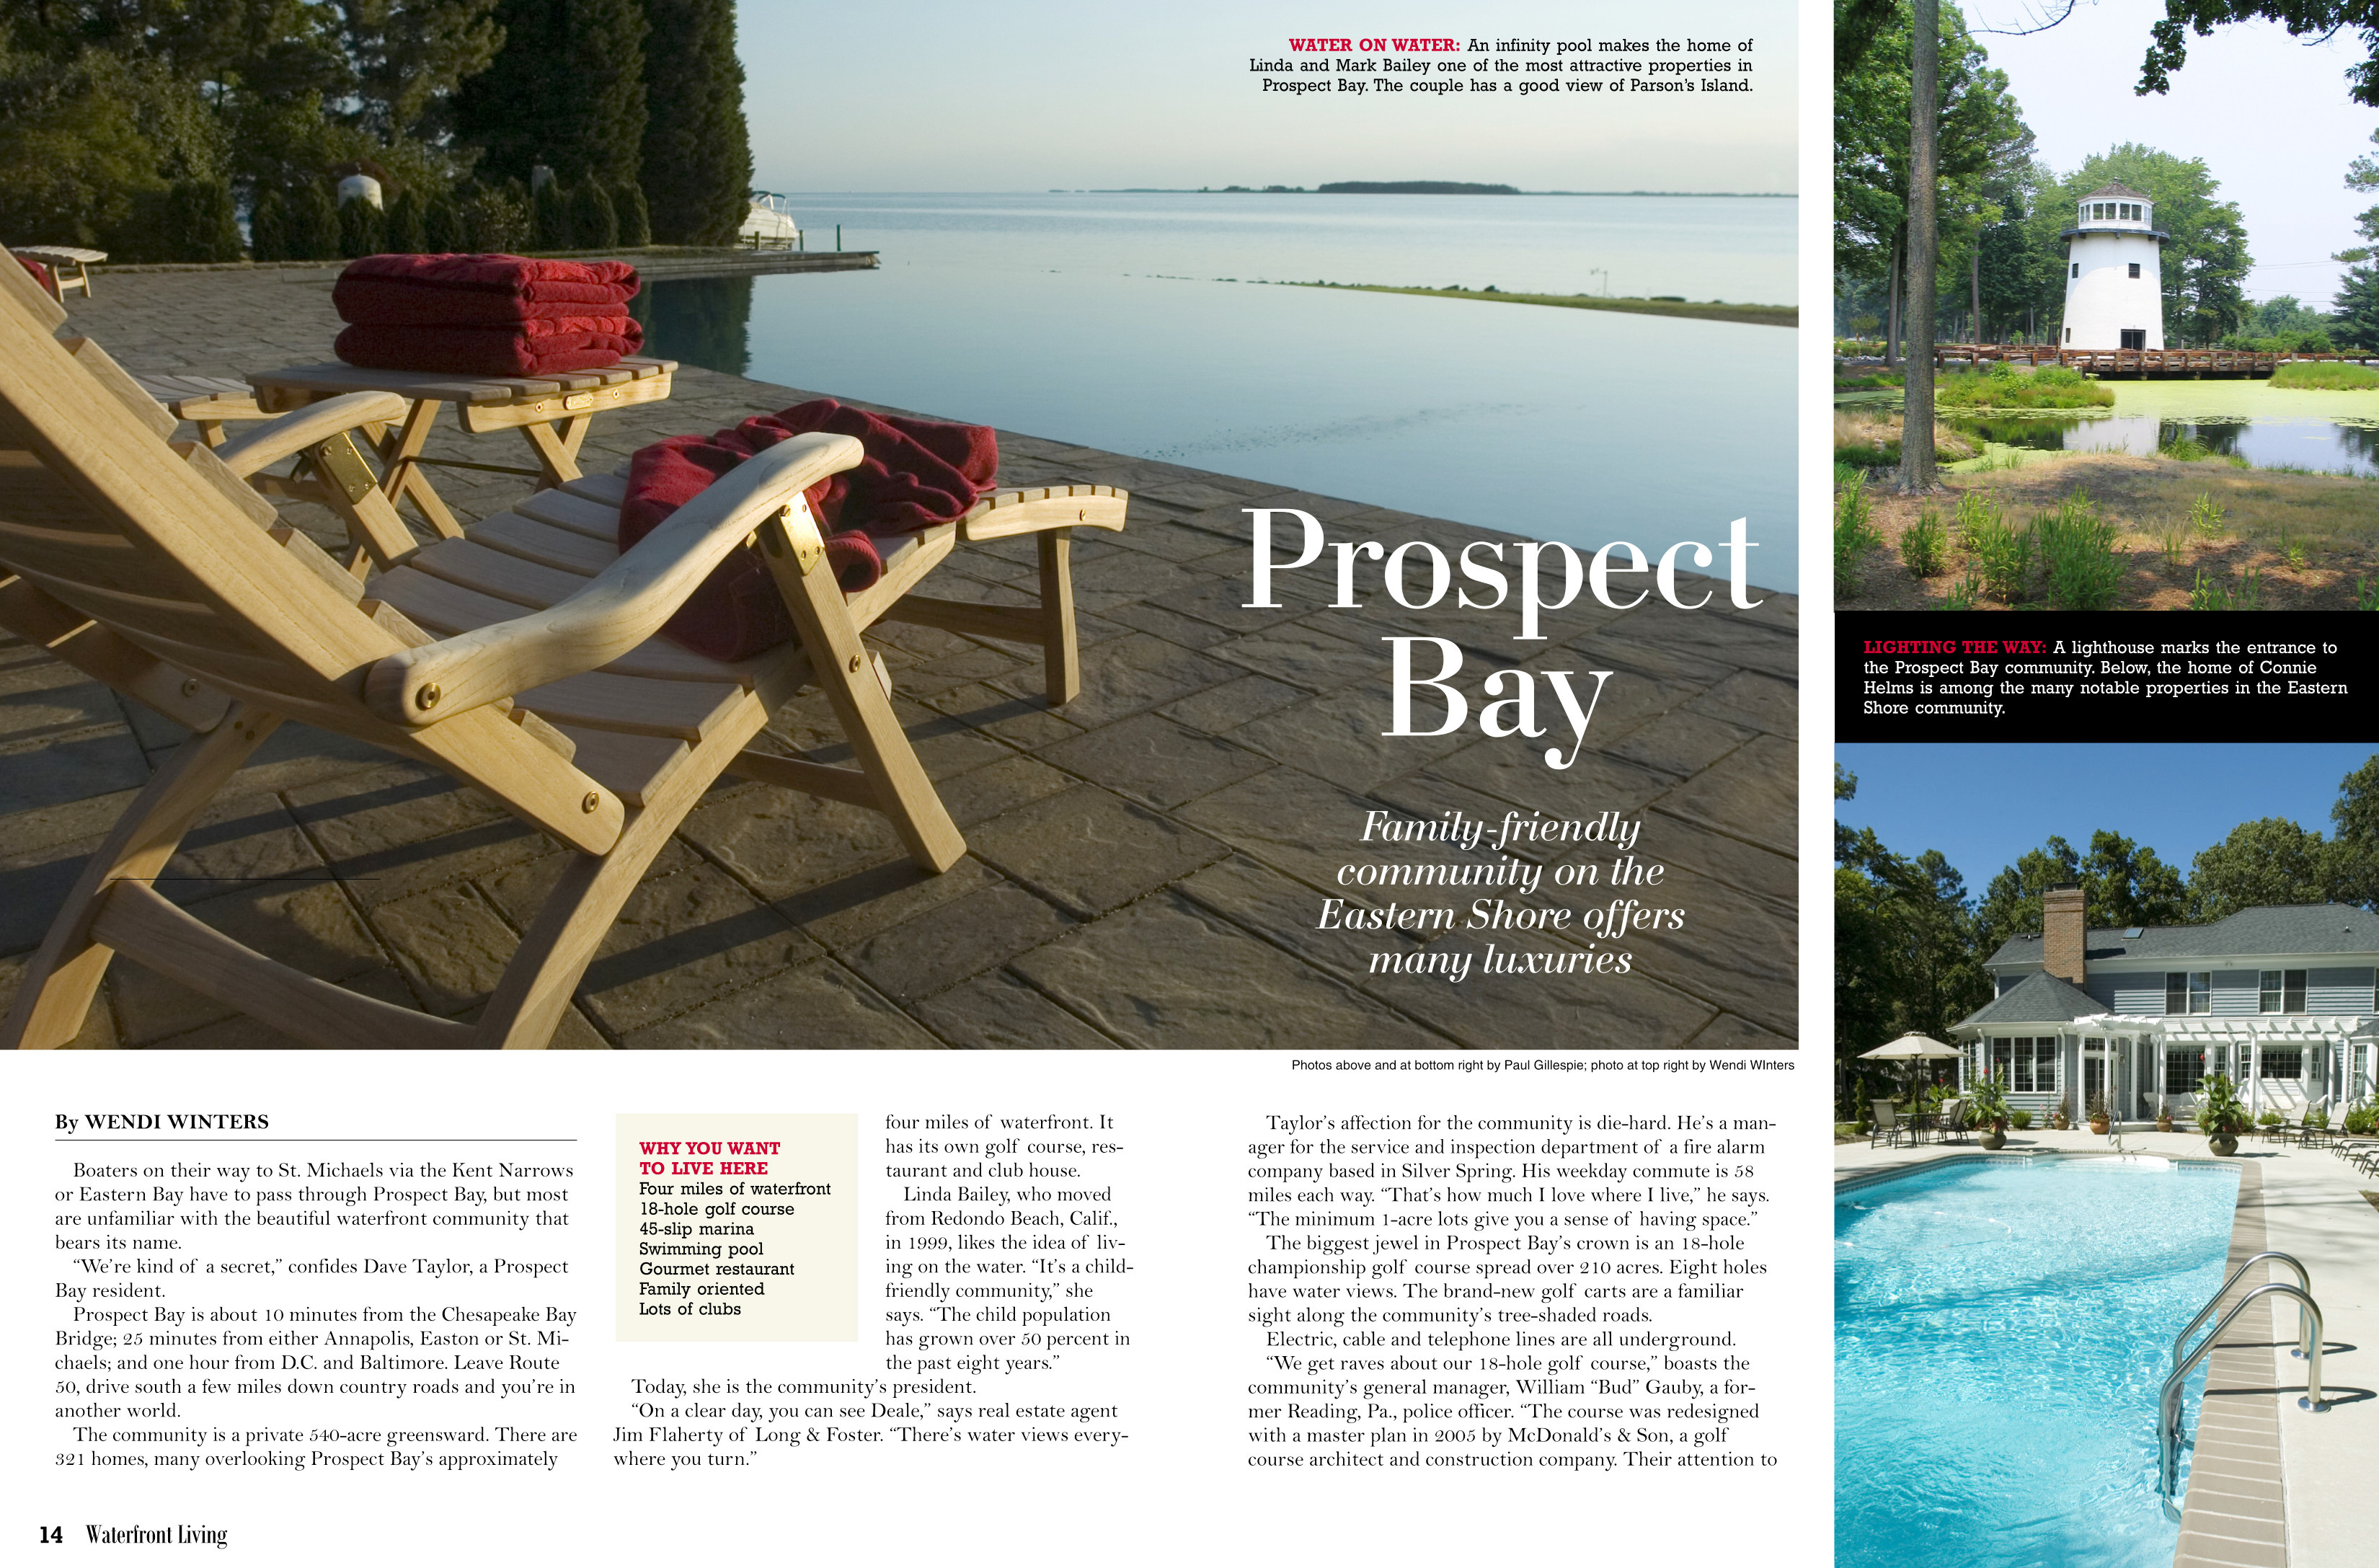 WATER ON WATER: An infinity pool makes the home of
Linda and Mark Bailey one of the most attractive properties in
Prospect Bay. The couple has a good view of Parson's Island.
Prospect
Bay
Family-friendly
community on the
Eastern Shore offers
many luxuries
LIGHTING THE WAY: A lighthouse marks the entrance to
the Prospect Bay community. Below, the home of Connie
Helms is among the many notable properties in the Eastern
Shore community.
Photos above and at bottom right by Paul Gillespie; photo at top right by Wendi WInters
By WENDI WINTERS
Boaters on their way to St. Michaels via the Kent Narrows
or Eastern Bay have to pass through Prospect Bay, but most
are unfamiliar with the beautiful waterfront community that
bears its name.
“We’re kind of a secret,” confides Dave Taylor, a Prospect
Bay resident.
Prospect Bay is about 10 minutes from the Chesapeake Bay
Bridge; 25 minutes from either Annapolis, Easton or St. Mi-
chaels; and one hour from D.C. and Baltimore. Leave Route
50, drive south a few miles down country roads and you’re in
another world.
The community is a private 540-acre greensward. There are
321 homes, many overlooking Prospect Bay’s approximately
WHY YOU WANT
TO LIVE HERE
Four miles of waterfront
18-hole golf course
45-slip marina
Swimming pool
Gourmet restaurant
Family oriented
Lots of clubs
four miles of waterfront. It
has its own golf course, res-
taurant and club house.
Linda Bailey, who moved
from Redondo Beach, Calif.,
in 1999, likes the idea of liv-
ing on the water. “It’s a child-
friendly community,” she
says. “The child population
has grown over 50 percent in
the past eight years.”
Today, she is the community’s president.
“On a clear day, you can see Deale,” says real estate agent
Jim Flaherty of Long & Foster. “There’s water views every-
where you turn.”
Taylor’s affection for the community is die-hard. He’s a man-
ager for the service and inspection department of a fire alarm
company based in Silver Spring. His weekday commute is 58
miles each way. “That’s how much I love where I live,” he says.
“The minimum 1-acre lots give you a sense of having space.”
The biggest jewel in Prospect Bay’s crown is an 18-hole
championship golf course spread over 210 acres. Eight holes
have water views. The brand-new golf carts are a familiar
sight along the community’s tree-shaded roads.
Electric, cable and telephone lines are all underground.
“We get raves about our 18-hole golf course,” boasts the
community’s general manager, William “Bud” Gauby, a for-
mer Reading, Pa., police officer. “The course was redesigned
with a master plan in 2005 by McDonald’s & Son, a golf
course architect and construction company. Their attention to
14 Waterfront Living